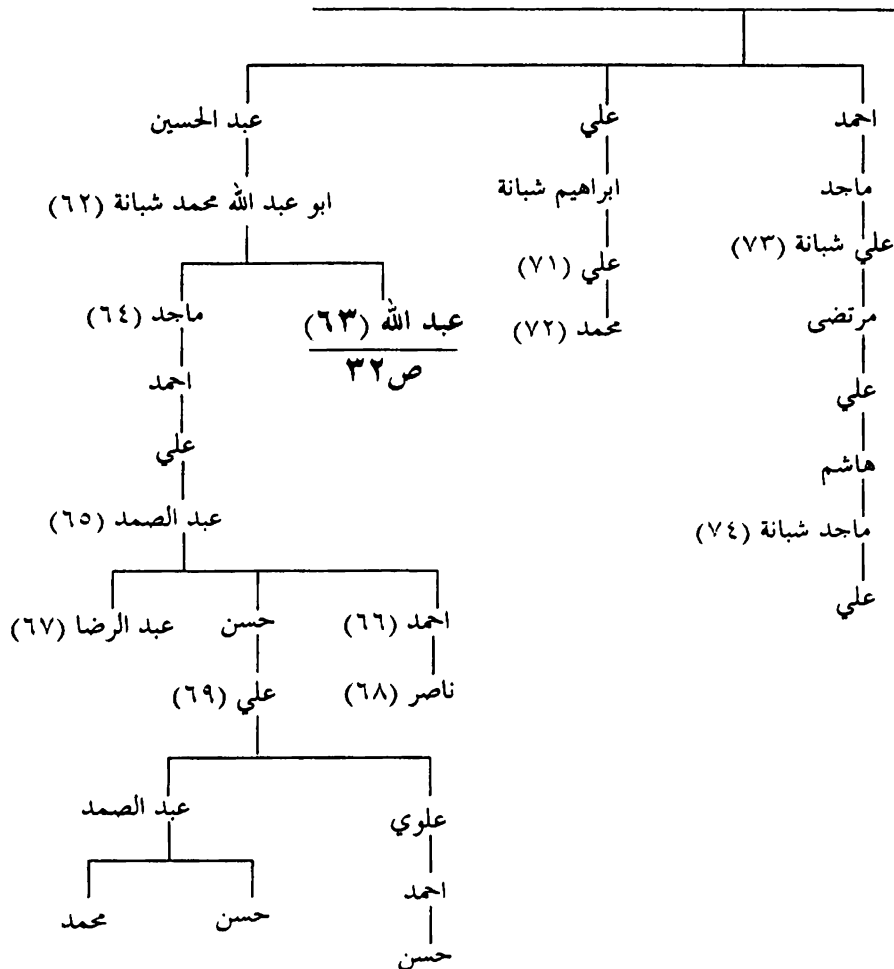 احمد
علي
عبد الحسين
ماجد
ابراهيم شبانة
ابو عبد الله محمد شبانة (٦٢)
علي شبانة (٧٣)
علي (٧١)
مرتضى
محمد (٧٢)
عبد الله (٦٣)
ماجد (٦٤)
ص٣٢
علي
احمد
هاشم
علي
ماجد شبانة (٧٤)
عبد الصمد (٦٥)
علي
احمد (٦٦)
حسن
عبد الرضا (٦٧)
ناصر (٦٨)
علي (٦٩)
علوي
عبد الصمد
احمد
حسن
محمد
حسن